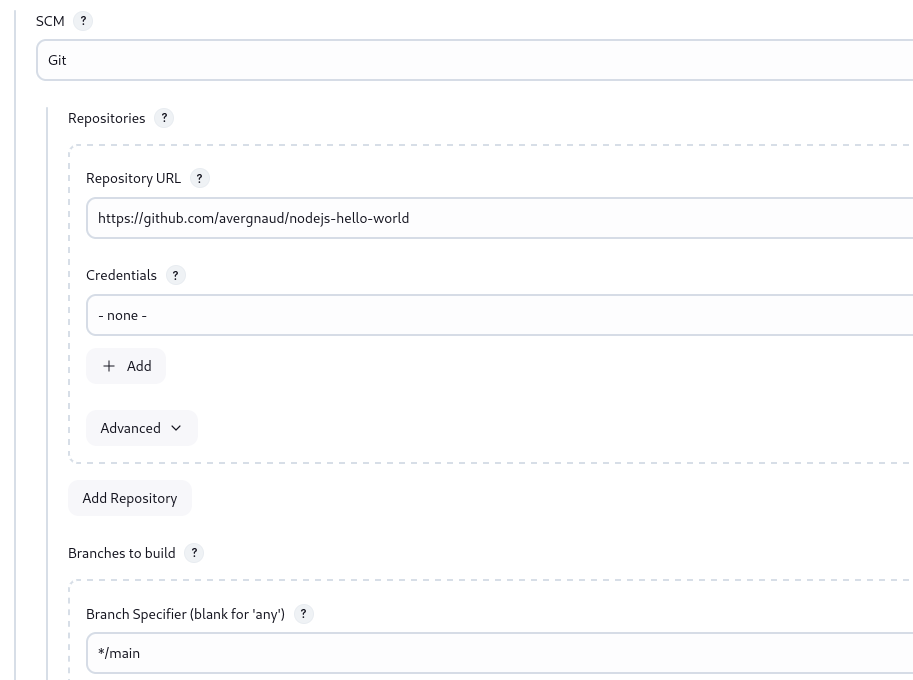 SCM ?
Git
Repositories ?
Repository URL ?
https://github.com/avergnaud/nodejs-hello-world
Credentials ?
- none -
+ Add
Advanced
Add Repository
Branches to build ?
Branch Specifier (blank for 'any') ?
*/main